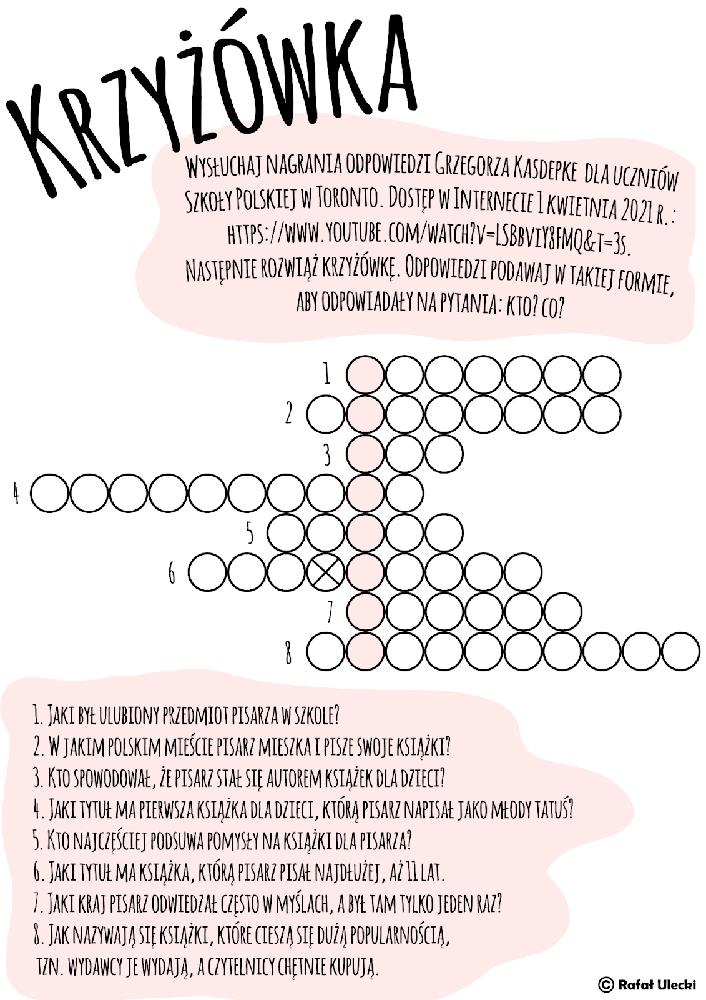 KRZYŻÓWKA
WYSŁUCHAJ NAGRANIA ODPOWIEDZI GRZEGORZA KASDEPKE DLA UCZNIÓW
SZKOŁY POLSKIEJ W TORONTO. DOSTĘP W INTERNECIE 1 KWIETNIA 2021 R. :
HTTPS://WWW.YOUTUBE.COM/WATCH?V=LSBBVIY8FMQ&T=3S.
NASTĘPNIE ROZWIĄŻ KRZYŻÓWKĘ. ODPOWIEDZI PODAWAJ W TAKIEJ FORMIE,
ABY ODPOWIADAŁY NA PYTANIA: KTO? CO?
1
2
3
4
5
6
7
8
1. JAKI BYŁ ULUBIONY PRZEDMIOT PISARZA W SZKOLE?
2. W JAKIM POLSKIM MIEŚCIE PISARZ MIESZKA I PISZE SWOJE KSIĄŻKI?
3. KTO SPOWODOWAŁ, ŻE PISARZ STAŁ SIĘ AUTOREM KSIĄŻEK DLA DZIECI?
4. JAKI TYTUŁ MA PIERWSZA KSIĄŻKA DLA DZIECI, KTÓRĄ PISARZ NAPISAŁ JAKO MŁODY TATUŚ?
5. KTO NAJCZĘŚCIEJ PODSUWA POMYSŁY NA KSIĄŻKI DLA PISARZA?
6. JAKI TYTUŁ MA KSIĄŻKA, KTÓRĄ PISARZ PISAŁ NAJDŁUŻEJ, AŻ 11 LAT.
7. JAKI KRAJ PISARZ ODWIEDZAŁ CZĘSTO W MYŚLACH, A BYŁ TAM TYLKO JEDEN RAZ?
8. JAK NAZYWAJĄ SIĘ KSIĄŻKI, KTÓRE CIESZĄ SIĘ DUŻĄ POPULARNOŚCIĄ,
TZN. WYDAWCY JE WYDAJĄ, A CZYTELNICY CHĘTNIE KUPUJĄ.
© Rafał Ulecki